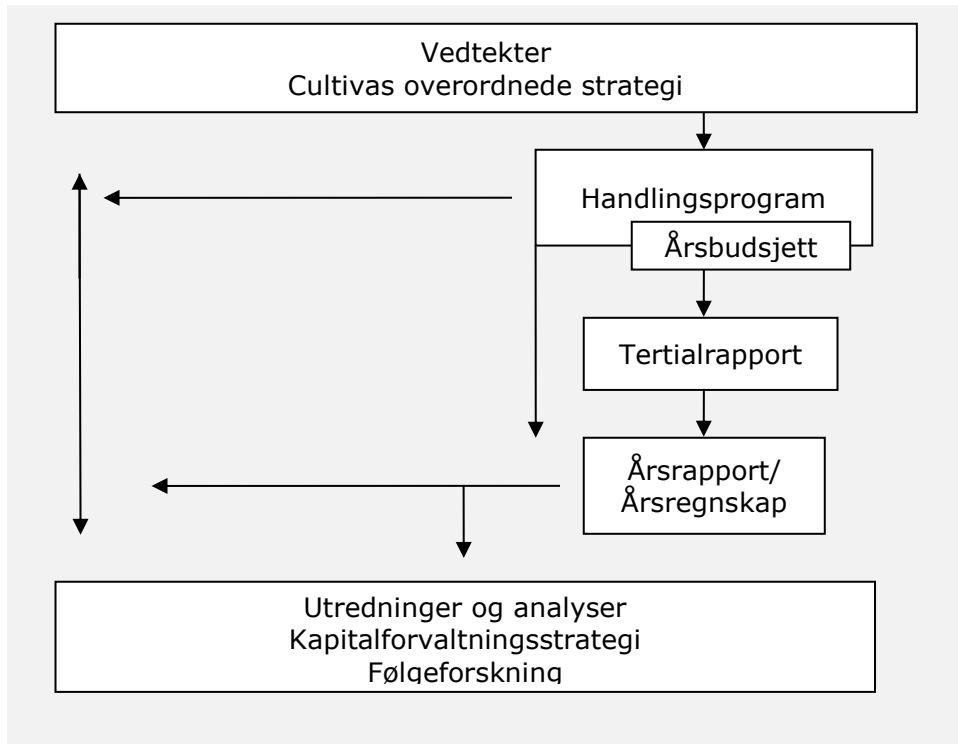 Vedtekter
Cultivas overordnede strategi
Handlingsprogram
Årsbudsjett
Tertialrapport
Årsrapport/
Årsregnskap
Utredninger og analyser
Kapitalforvaltningsstrategi
Følgeforskning